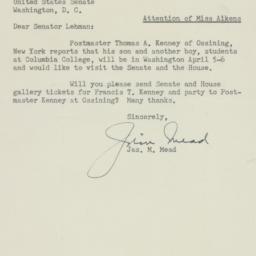 United States Senate
Washington, D. C.
Attention of Miss Aikens
Dear Senator Lehman:
Postmaster Thomas A. Kenney of Ossining,
New York reports that his son and another boy, students
at Columbia College, will be in Washington April 5-6
and would like to visit the Senate and the House.
Will you please send Senate and House
gallery tickets for Francis T. Kenney and party to Post-
master Kenney at Ossining? Many thanks.
Sincerely,
Jim Mead
Jas. M. Mead